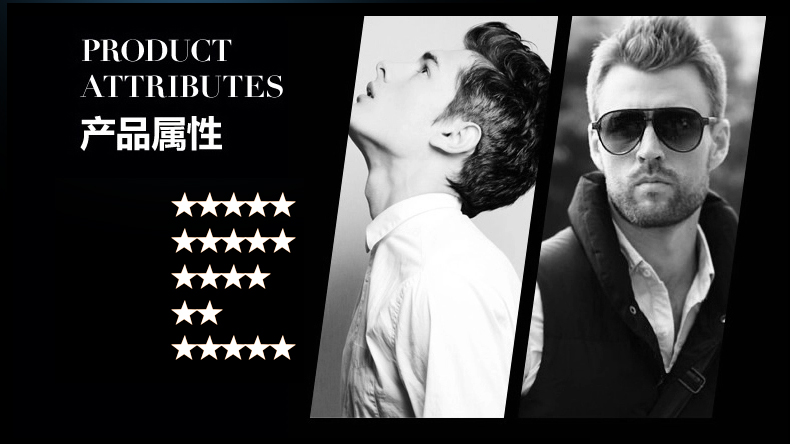 PRODUCT
ATTRIBUTES
产品属性